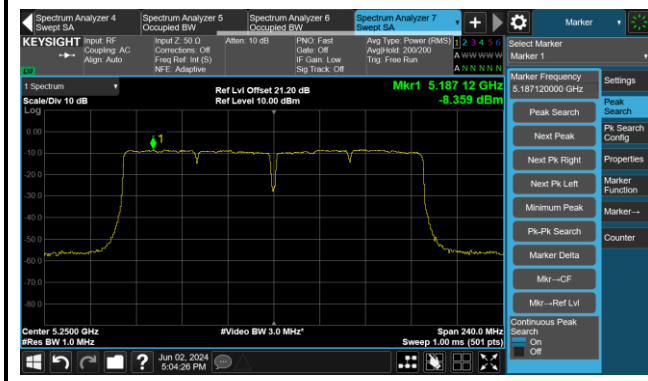 Spectrum Analyzer 4
Swept SA
Spectrum Analyzer 5
Occupied BW
Spectrum Analyzer 6
Occupied BW
Spectrum Analyzer 7
Swept SA
Marker
KEYSIGHT
Input: RF
Coupling: AC
Align: Auto
Input Z: 50 Ω
Corrections: Off
Freq Ref: Int (S)
NFE: Adaptive
Atten: 10 dB
PNO: Fast
Gate: Off
IF Gain: Low
Sig Track: Off
Avg Type: Power (RMS)
Avg|Hold: 200/200
Trig: Free Run
1 2 3 4 5 6
A W W W W W
A N N N N N
LXI
Select Marker
Marker 1
1 Spectrum
Scale/Div 10 dB
Log
Ref Lvl Offset 21.20 dB
Ref Level 10.00 dBm
Mkr1 5.187 12 GHz
-8.359 dBm
1
0.00
-10.0
-20.0
-30.0
-40.0
-50.0
-60.0
-70.0
-80.0
Center 5.2500 GHz
#Res BW 1.0 MHz
#Video BW 3.0 MHz*
Span 240.0 MHz
Sweep 1.00 ms (501 pts)
Marker Frequency
5.187120000 GHz
Peak Search
Next Peak
Next Pk Right
Next Pk Left
Minimum Peak
Pk-Pk Search
Marker Delta
Mkr→CF
Mkr→Ref Lvl
Continuous Peak
Search
On
Off
Settings
Peak
Search
Pk Search
Config
Properties
Marker
Function
Marker→
Counter
?
Jun 02, 2024
5:04:26 PM